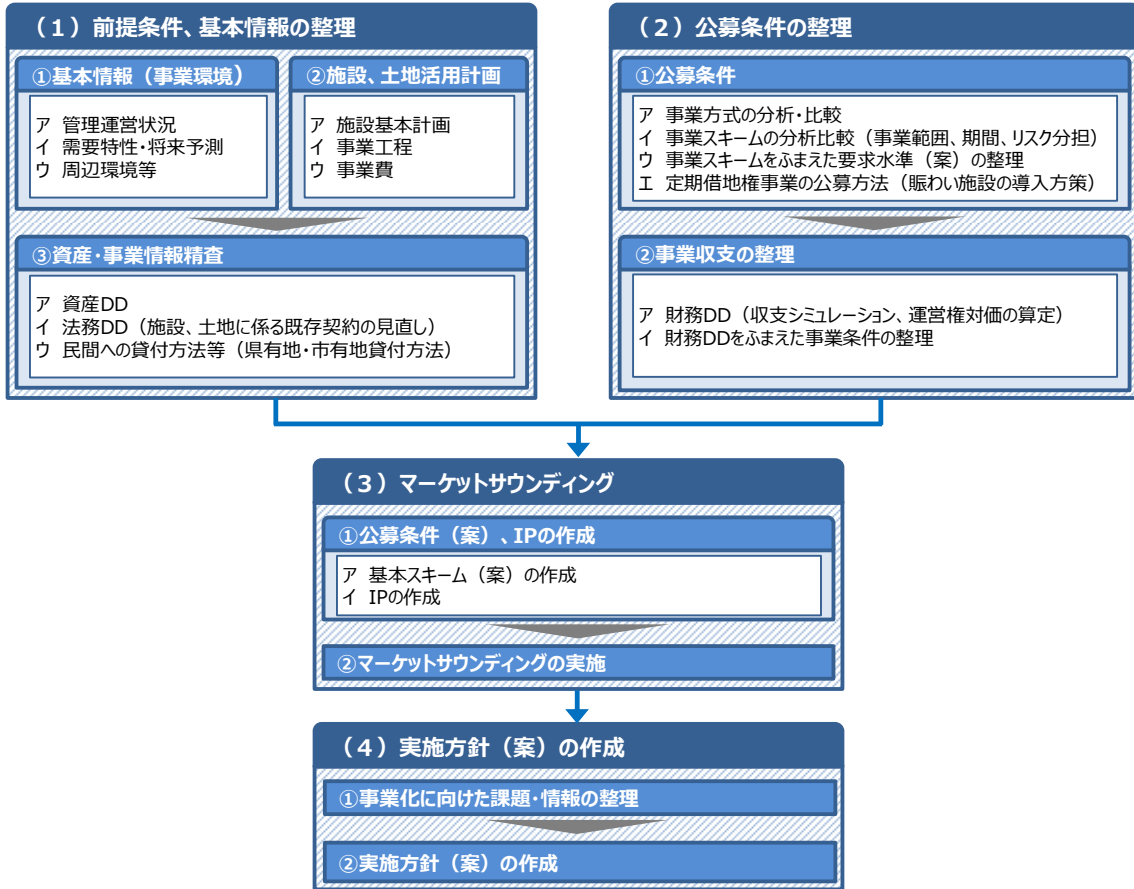 （１）前提条件、基本情報の整理
①基本情報（事業環境）
ア 管理運営状況
イ 需要特性・将来予測
ウ 周辺環境等
②施設、土地活用計画
ア 施設基本計画
イ 事業工程
ウ 事業費
③資産・事業情報精査
ア 資産DD
イ 法務DD（施設、土地に係る既存契約の見直し）
ウ 民間への貸付方法等（県有地・市有地貸付方法）
（２）公募条件の整理
①公募条件
ア 事業方式の分析・比較
イ 事業スキームの分析比較（事業範囲、期間、リスク分担）
ウ 事業スキームをふまえた要求水準（案）の整理
エ 定期借地権事業の公募方法（賑わい施設の導入方策）
②事業収支の整理
ア 財務DD（収支シミュレーション、運営権対価の算定）
イ 財務DDをふまえた事業条件の整理
（３）マーケットサウンディング
①公募条件（案）、IPの作成
ア 基本スキーム（案）の作成
イ IPの作成
②マーケットサウンディングの実施
（４）実施方針（案）の作成
①事業化に向けた課題・情報の整理
②実施方針（案）の作成